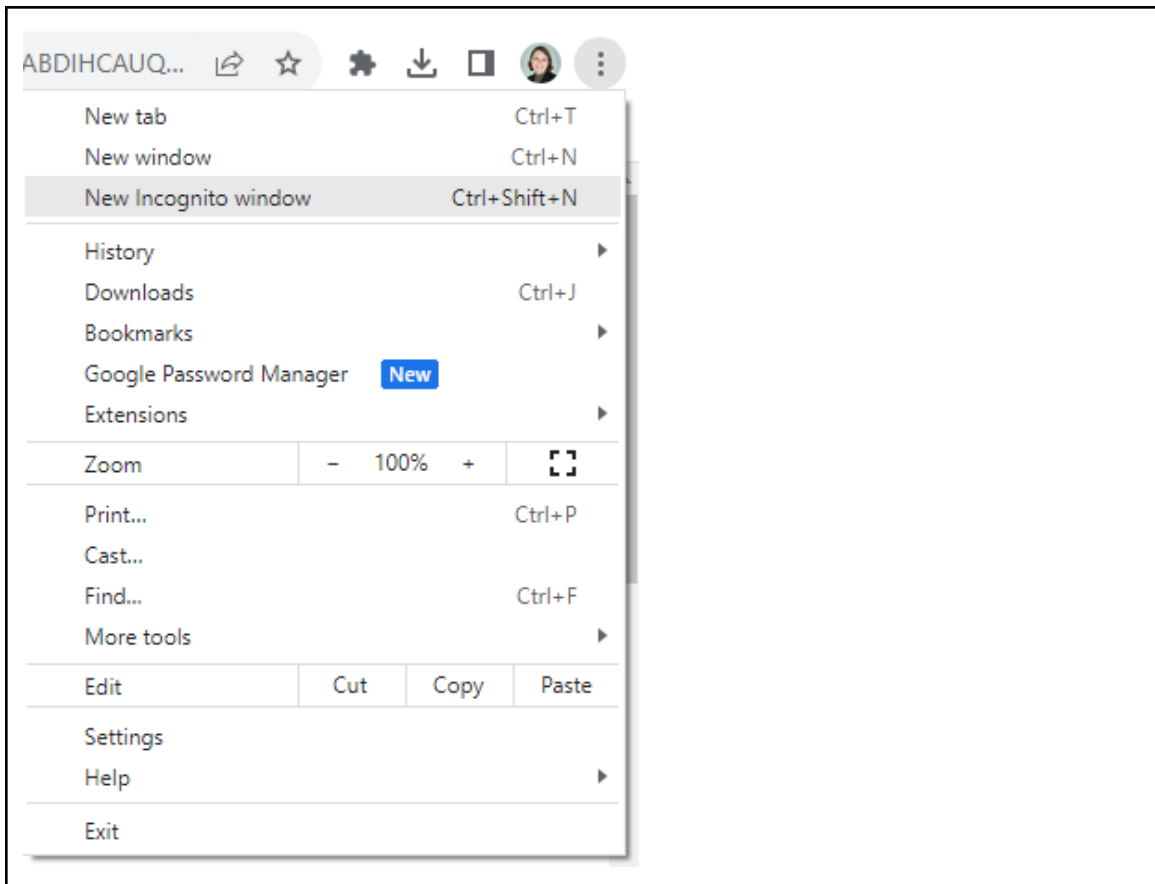 ABDIHCAUQ...
New tab Ctrl+T
New window Ctrl+N
New Incognito window Ctrl+Shift+N
History
Downloads Ctrl+J
Bookmarks
Google Password Manager New
Extensions
Zoom - 100% +
Print... Ctrl+P
Cast...
Find... Ctrl+F
More tools
Edit Cut Copy Paste
Settings
Help
Exit